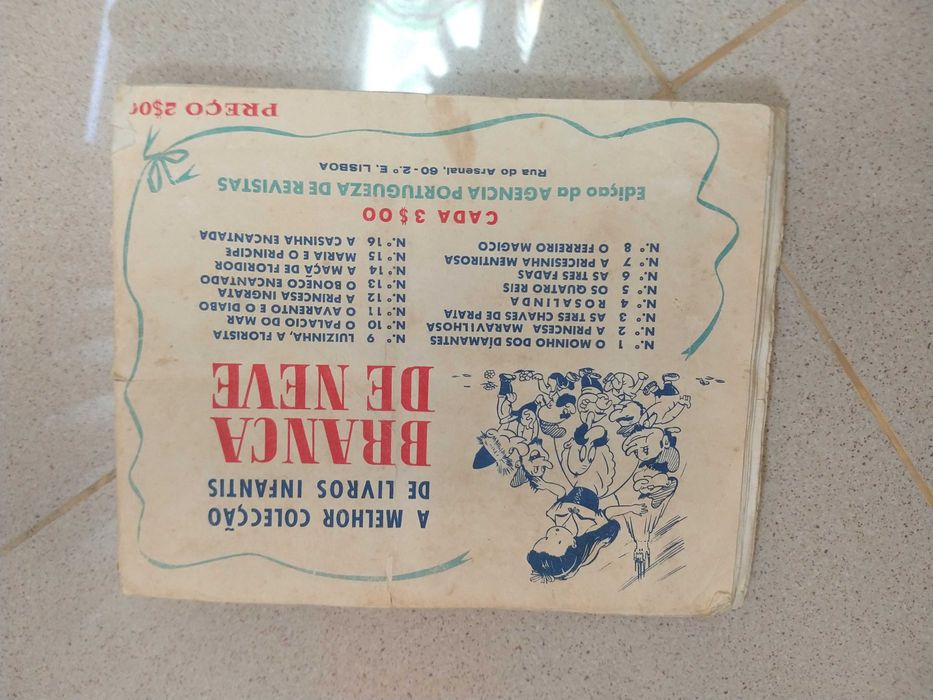 A MELHOR COLECÇÃO
DE LIVROS INFANTIS
BRANCA
DE NEVE
N.º 1 O MOINHO DOS DÍAMANTES
N.º 2 A PRINCESA MARAVILHOSA
N.º 3 AS TRES CHAVES DE PRATA
N.º 4 ROSALINDA
N.º 5 OS QUATRO REIS
N.º 6 AS TRES FADAS
N.º 7 A PRICESINHA MENTIROSA
N.º 8 O FERREIRO MAGICO
N.º 9 LUIZINHA, A FLORISTA
N.º 10 O PALACIO DO MAR
N.º 11 O AVARENTO E O DIABO
N.º 12 A PRINCESA INGRATA
N.º 13 O BONECO ENCANTADO
N.º 14 A MAÇÃ DE FLORIDOR
N.º 15 MARIA E O PRINCIPE
N.º 16 A CASINHA ENCANTADA
CADA 3$00
Ediçao da AGENCIA PORTUGUEZA DE REVISTAS
Rua do Arsenal, 60-2.º E. LISBOA
PREÇO 2$00